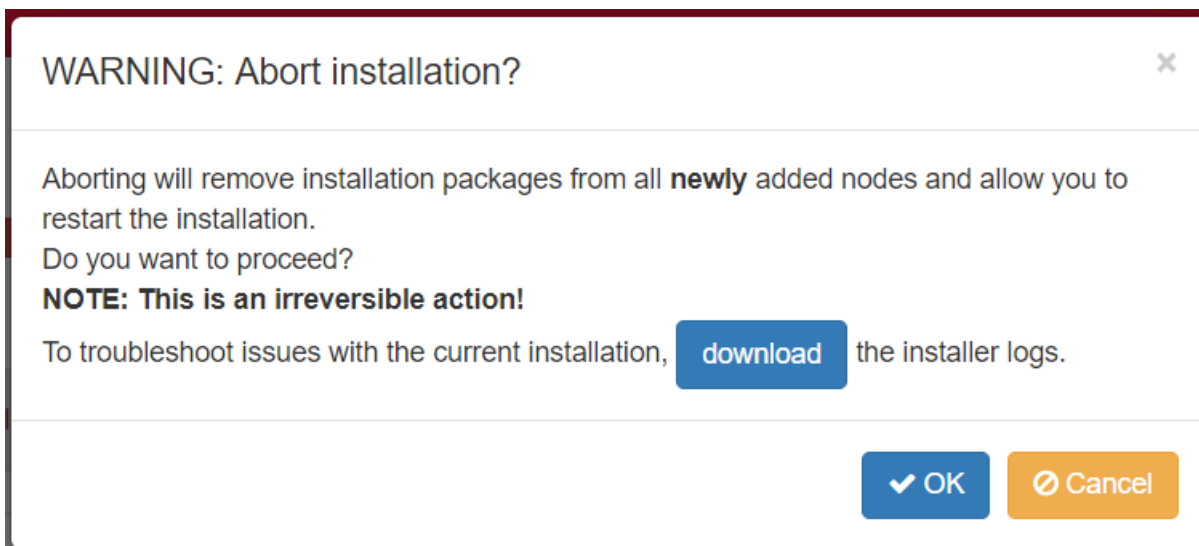 WARNING: Abort installation?
Aborting will remove installation packages from all newly added nodes and allow you to
restart the installation.
Do you want to proceed?
NOTE: This is an irreversible action!
To troubleshoot issues with the current installation, download the installer logs.
OK Cancel